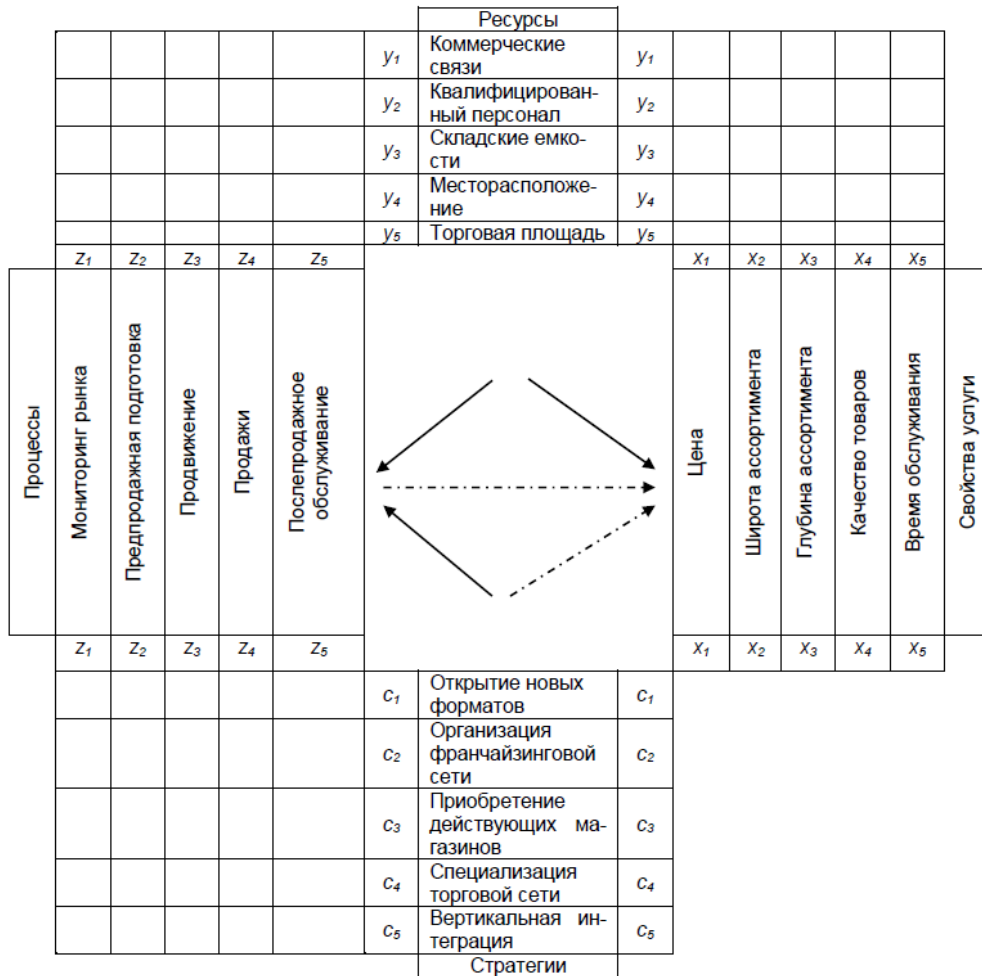 Ресурсы
y1 Коммерческие y1
связи
y2 Квалифицирован- y2
ный персонал
y3 Складские емко- y3
сти
y4 Месторасположе- y4
ние
y5 Торговая площадь y5
z1 z2 z3 z4 z5 x1 x2 x3 x4 x5
Процессы
Мониторинг рынка
Предпродажная подготовка
Продвижение
Продажи
Послепродажное
обслуживание
Цена
Широта ассортимента
Глубина ассортимента
Качество товаров
Время обслуживания
Свойства услуги
z1 z2 z3 z4 z5 x1 x2 x3 x4 x5
c1 Открытие новых c1
форматов
Организация
c2 франчайзинговой c2
сети
Приобретение
c3 действующих ма- c3
газинов
c4 Специализация c4
торговой сети
c5 Вертикальная ин- c5
теграция
Стратегии